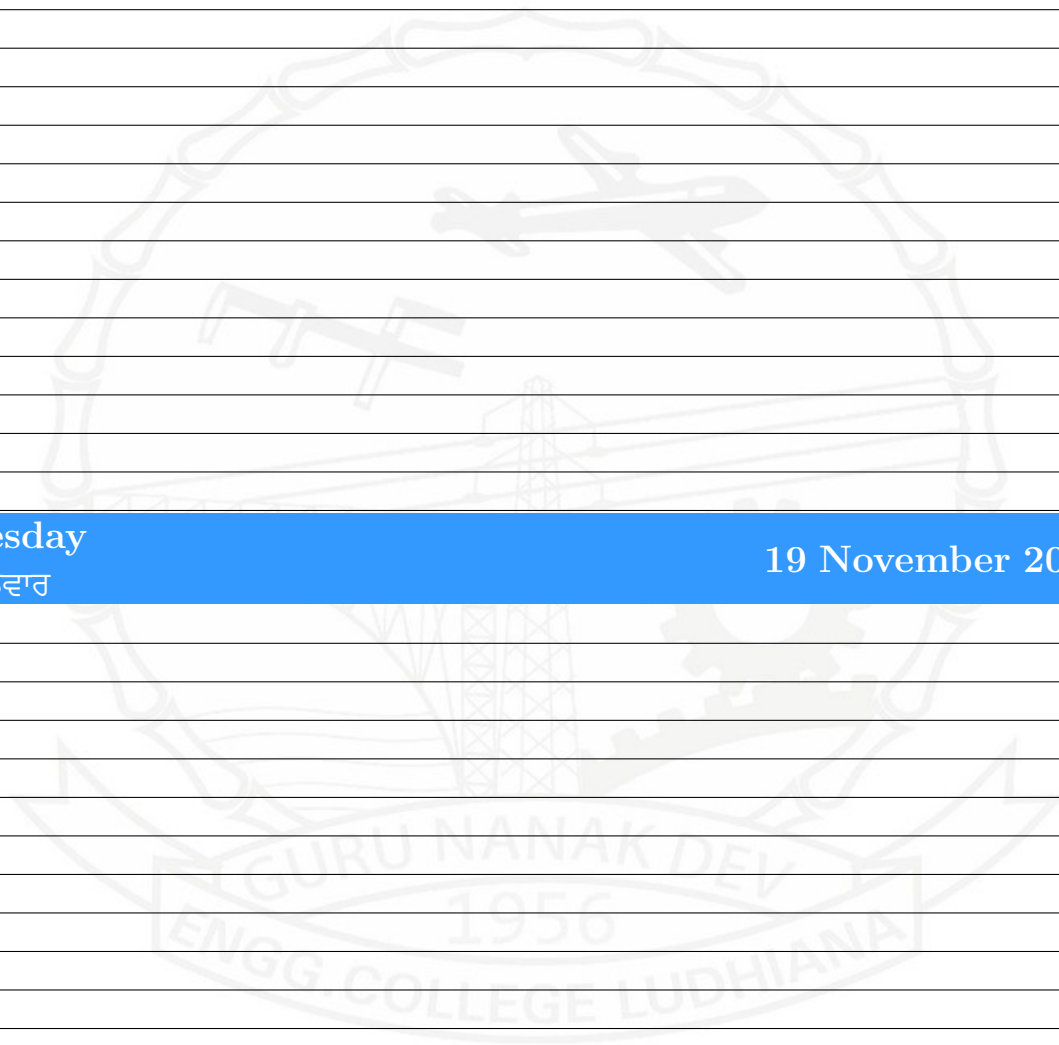 esday
ਵਾਰ
19 November 20
GURU NANAK DEV
1956
ENGG. COLLEGE LUDHIANA